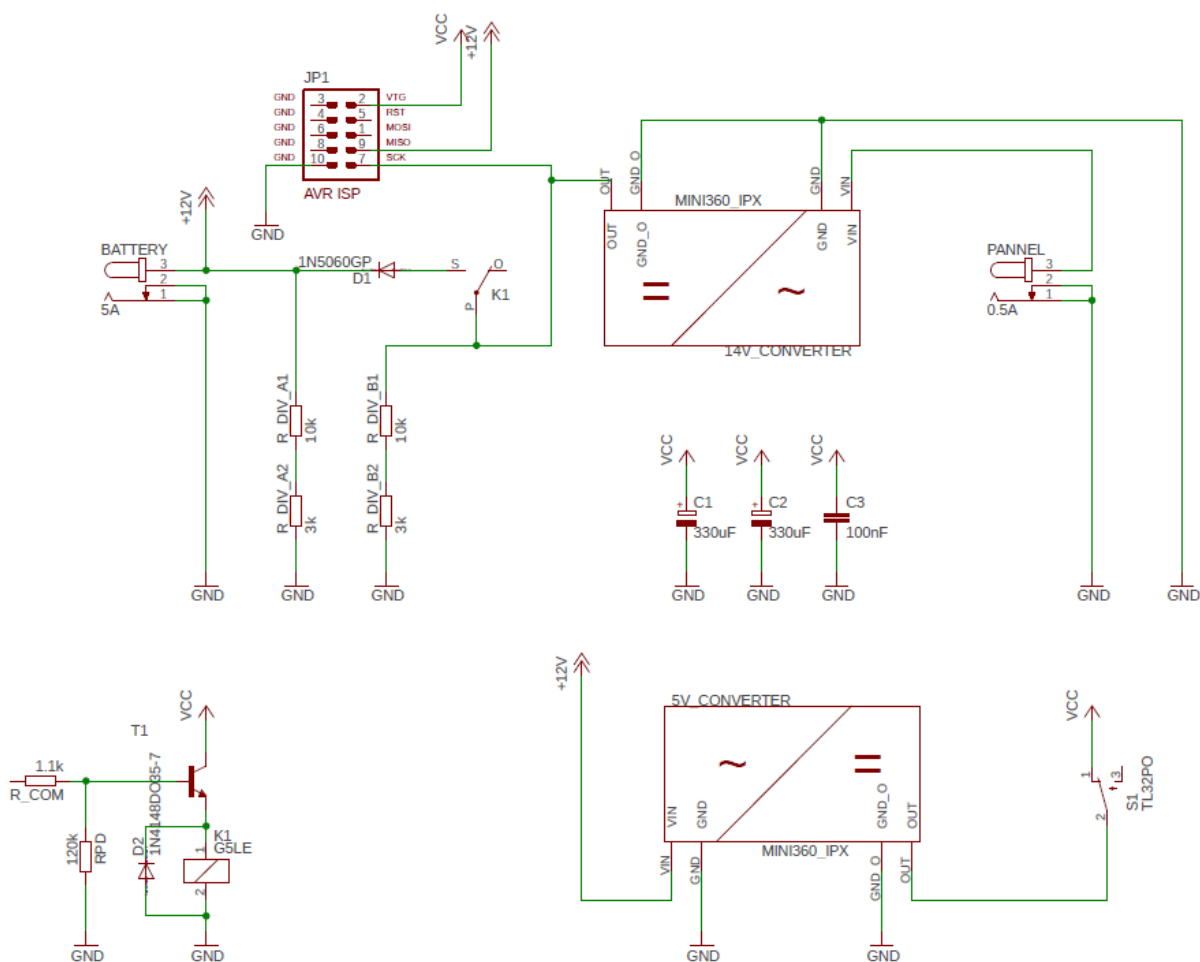 VCC
+12V
JP1
GND 3 2 VTG
GND 4 5 RST
GND 6 1 MOSI
GND 8 9 MISO
GND 10 7 SCK
AVR ISP
GND
+12V
BATTERY
3
2
1
5A
1N5060GP
D1
S
O
P
K1
OUT
GND_O
GND
VIN
MINI360_IPX
OUT
GND_O
GND
VIN
=
~
14V_CONVERTER
PANNEL
3
2
1
0.5A
R_DIV_A1
10k
R_DIV_B1
10k
R_DIV_A2
3k
R_DIV_B2
3k
VCC
VCC
VCC
+ C1
330uF
+ C2
330uF
C3
100nF
GND
GND
GND
GND
GND
GND
GND
GND
VCC
T1
1.1k
R_COM
120k
RPD
D2
1N4148DO35-7
K1
G5LE
1
2
GND
GND
+12V
5V_CONVERTER
~
=
VIN
GND
GND_O
OUT
MINI360_IPX
VIN
GND
GND_O
OUT
GND
GND
VCC
1
3
2
S1
TL32PO